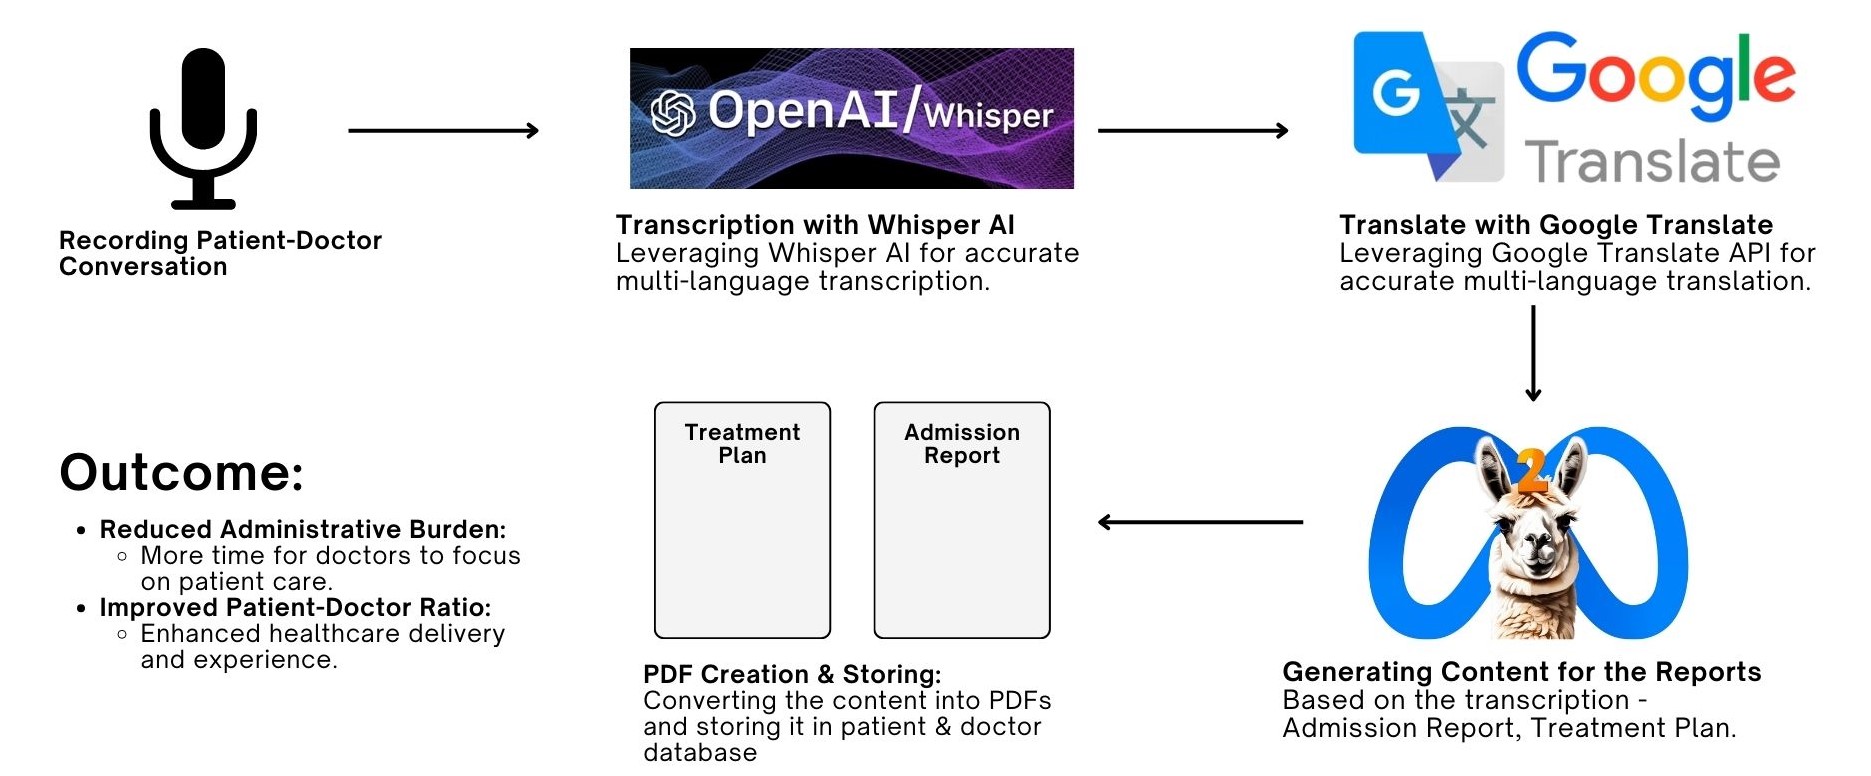 OpenAI/Whisper
G
文
Google
Translate
Recording Patient-Doctor
Conversation
Transcription with Whisper AI
Leveraging Whisper AI for accurate
multi-language transcription.
Translate with Google Translate
Leveraging Google Translate API for
accurate multi-language translation.
2
Generating Content for the Reports
Based on the transcription -
Admission Report, Treatment Plan.
Treatment
Plan
Admission
Report
PDF Creation & Storing:
Converting the content into PDFs
and storing it in patient & doctor
database
Outcome:
• Reduced Administrative Burden:
○ More time for doctors to focus
on patient care.
• Improved Patient-Doctor Ratio:
○ Enhanced healthcare delivery
and experience.